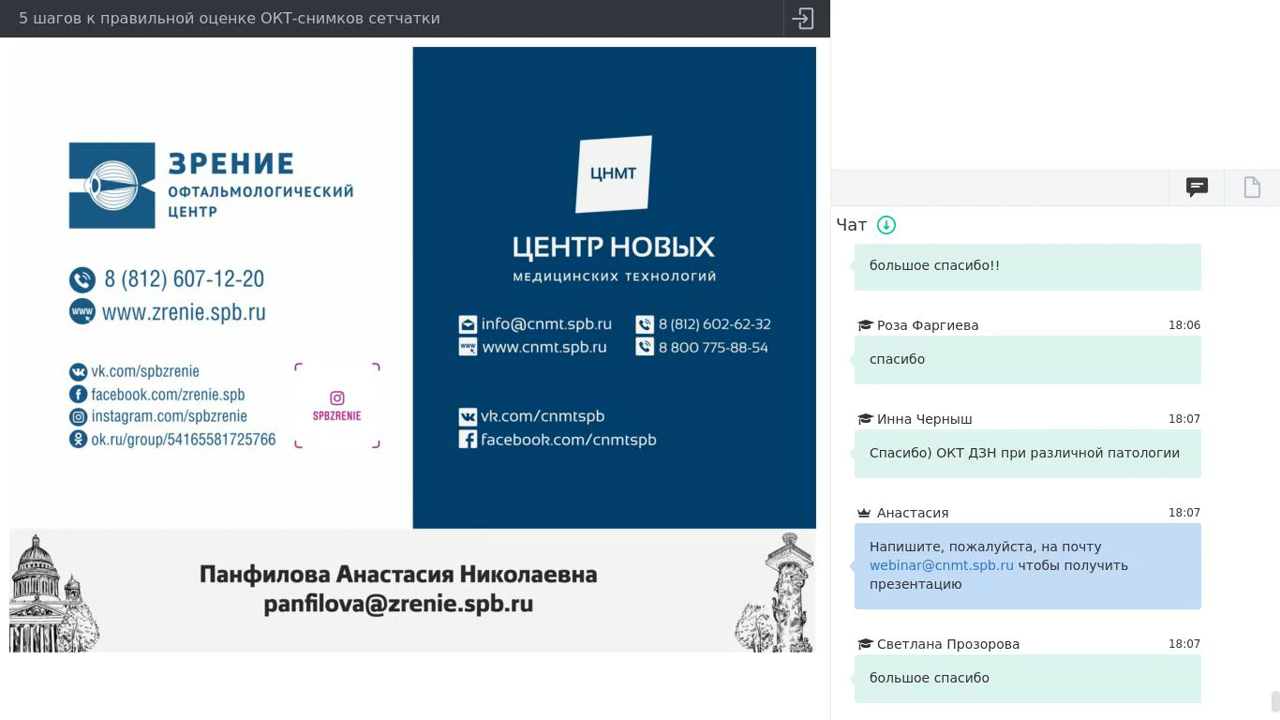 5 шагов к правильной оценке ОКТ-снимков сетчатки
ЗРЕНИЕ
ОФТАЛЬМОЛОГИЧЕСКИЙ
ЦЕНТР
8 (812) 607-12-20
www
www.zrenie.spb.ru
vk.com/spbzrenie
facebook.com/zrenie.spb
instagram.com/spbzrenie
ok.ru/group/54165581725766
SPBZRENIE
ЦНМТ
ЦЕНТР НОВЫХ
МЕДИЦИНСКИХ ТЕХНОЛОГИЙ
info@cnmt.spb.ru
8 (812) 602-62-32
www
www.cnmt.spb.ru
8 800 775-88-54
vk.com/cnmtspb
facebook.com/cnmtspb
Панфилова Анастасия Николаевна
panfilova@zrenie.spb.ru
Чат
большое спасибо!!
Роза Фаргиева 18:06
спасибо
Инна Черныш 18:07
Спасибо) ОКТ ДЗН при различной патологии
Анастасия 18:07
Напишите, пожалуйста, на почту
webinar@cnmt.spb.ru чтобы получить
презентацию
Светлана Прозорова 18:07
большое спасибо